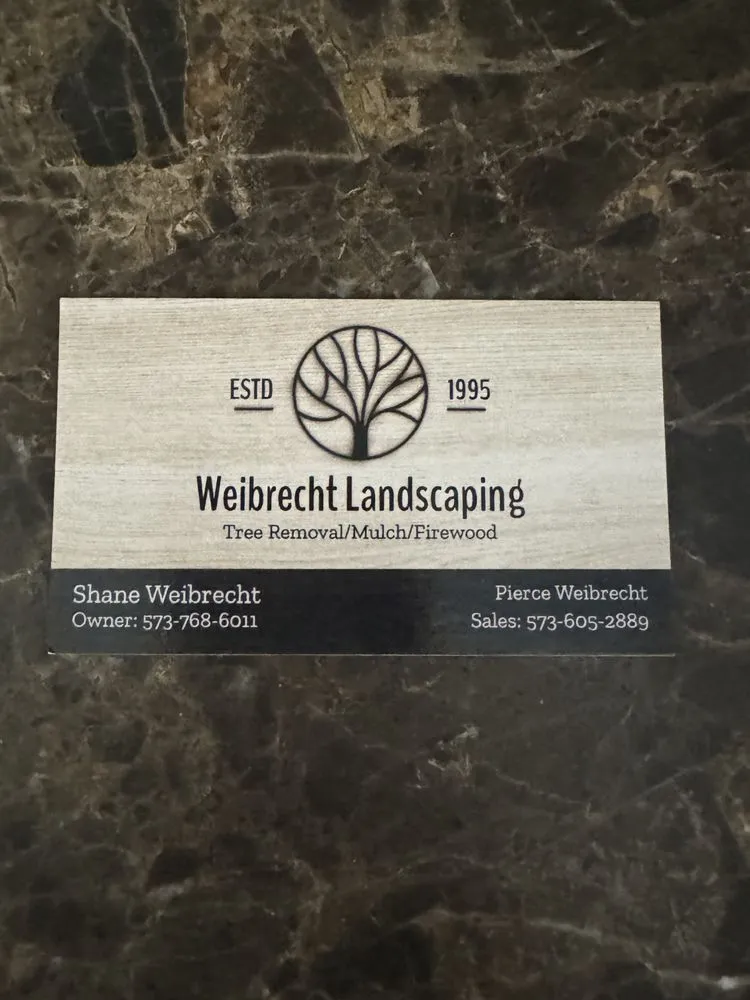 ESTD 1995
Weibrecht Landscaping
Tree Removal/Mulch/Firewood
Shane Weibrecht
Owner: 573-768-6011
Pierce Weibrecht
Sales: 573-605-2889